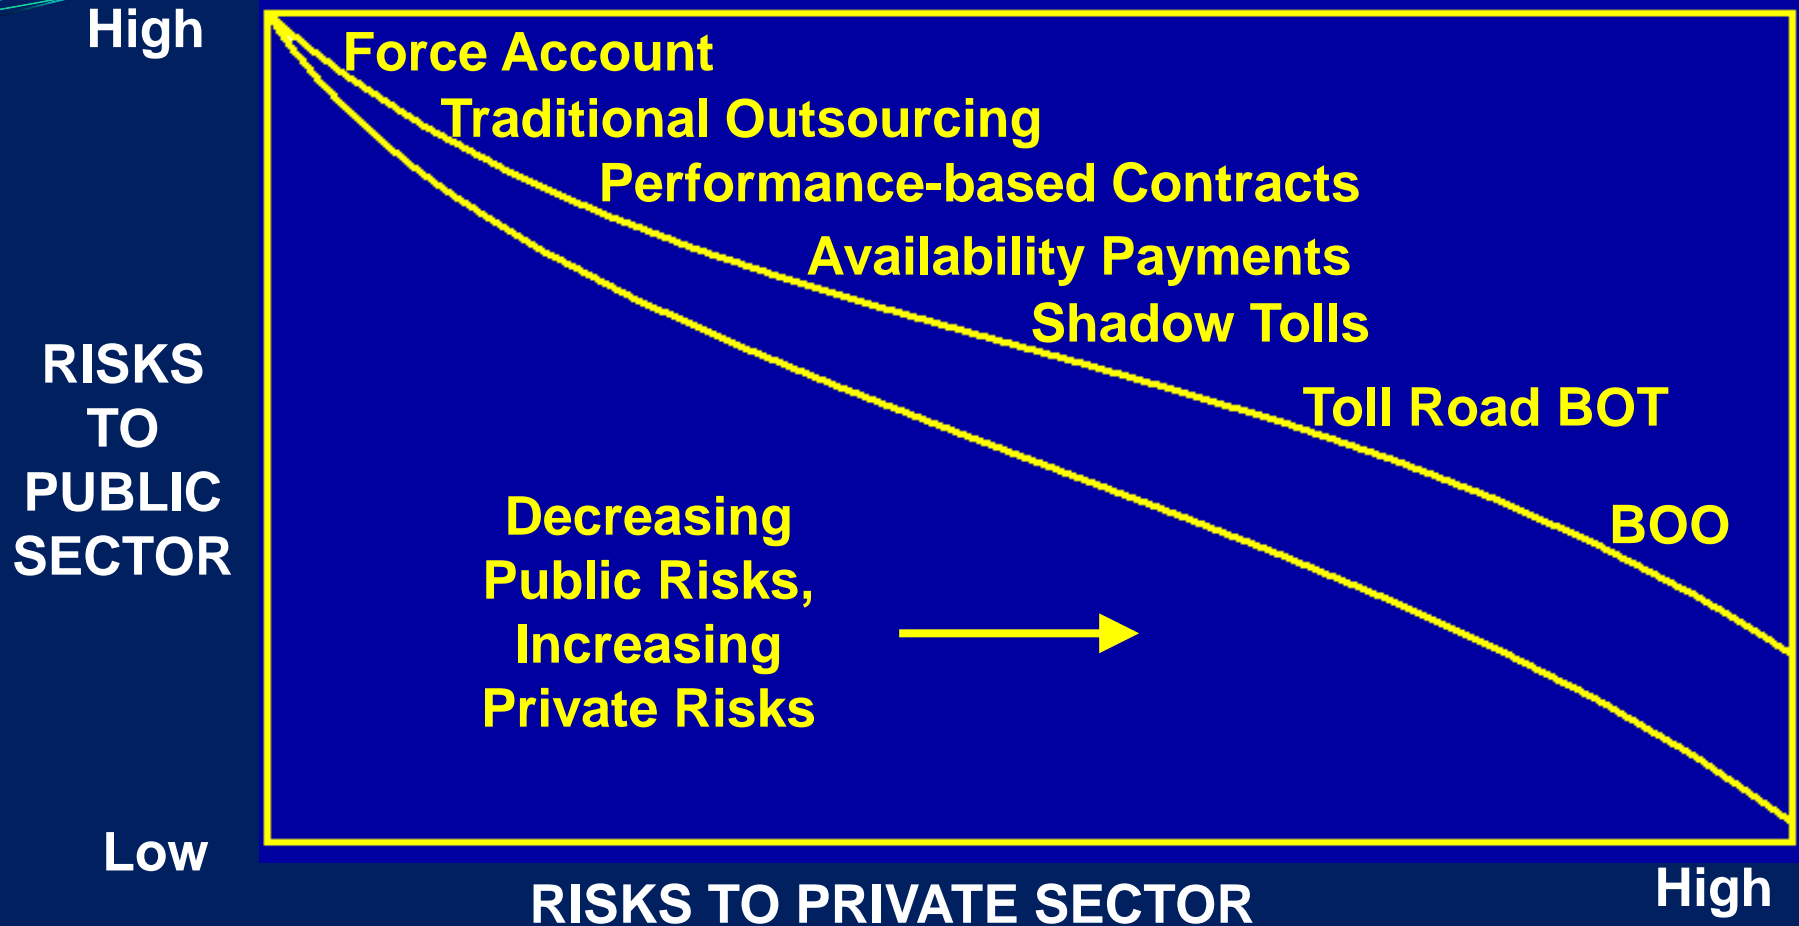 High
Force Account
Traditional Outsourcing
Performance-based Contracts
Availability Payments
Shadow Tolls
Toll Road BOT
BOO
RISKS
TO
PUBLIC
SECTOR
Decreasing
Public Risks,
Increasing
Private Risks
Low
RISKS TO PRIVATE SECTOR
High